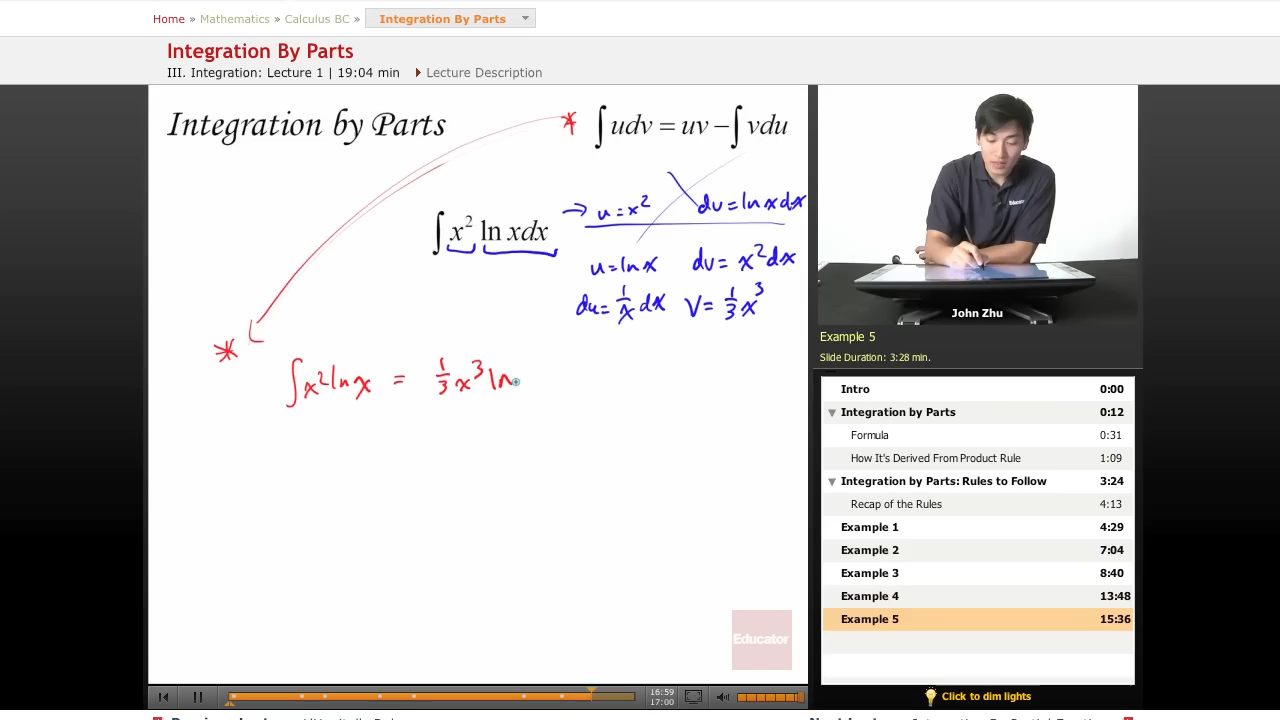 Home » Mathematics » Calculus BC » Integration By Parts
Integration By Parts
III. Integration: Lecture 1 | 19:04 min Lecture Description
Integration by Parts * ∫udv = uv − ∫vdu
∫x² ln xdx → u = x² dv = ln x dx
u = ln x dv = x² dx
du = 1/x dx V = 1/3 x³
*
∫x² ln x = 1/3 x³ ln
Educator
John Zhu
Example 5
Slide Duration: 3:28 min.
Intro 0:00
Integration by Parts 0:12
Formula 0:31
How It's Derived From Product Rule 1:09
Integration by Parts: Rules to Follow 3:24
Recap of the Rules 4:13
Example 1 4:29
Example 2 7:04
Example 3 8:40
Example 4 13:48
Example 5 15:36
16:59
17:00
Click to dim lights